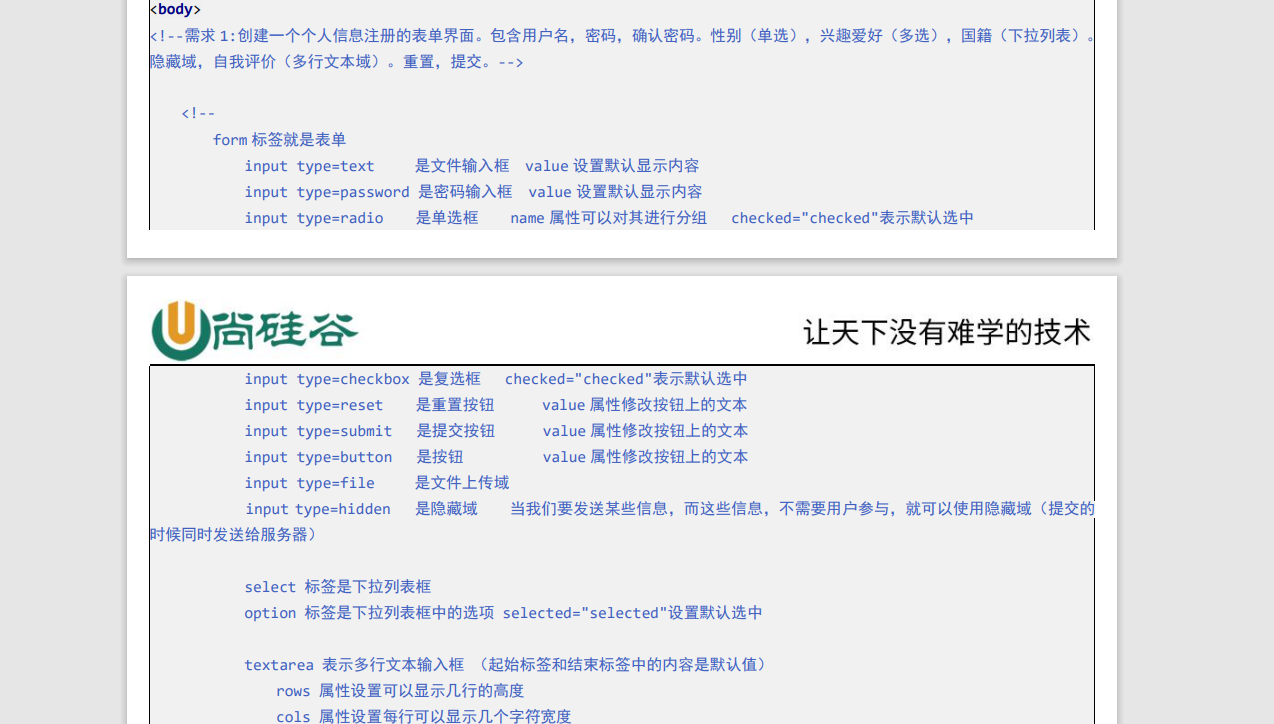 <body>
<!--需求 1:创建一个个人信息注册的表单界面。包含用户名，密码，确认密码。性别（单选），兴趣爱好（多选），国籍（下拉列表）。
隐藏域，自我评价（多行文本域）。重置，提交。-->
<!--
form 标签就是表单
input type=text 是文件输入框 value 设置默认显示内容
input type=password 是密码输入框 value 设置默认显示内容
input type=radio 是单选框 name 属性可以对其进行分组 checked="checked"表示默认选中
尚硅谷
让天下没有难学的技术
input type=checkbox 是复选框 checked="checked"表示默认选中
input type=reset 是重置按钮 value 属性修改按钮上的文本
input type=submit 是提交按钮 value 属性修改按钮上的文本
input type=button 是按钮 value 属性修改按钮上的文本
input type=file 是文件上传域
input type=hidden 是隐藏域 当我们要发送某些信息，而这些信息，不需要用户参与，就可以使用隐藏域（提交的
时候同时发送给服务器）
select 标签是下拉列表框
option 标签是下拉列表框中的选项 selected="selected"设置默认选中
textarea 表示多行文本输入框 （起始标签和结束标签中的内容是默认值）
rows 属性设置可以显示几行的高度
cols 属性设置每行可以显示几个字符宽度